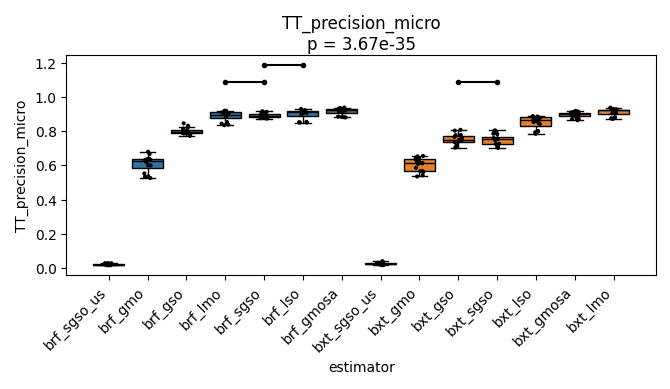 TT_precision_micro
p = 3.67e-35
TT_precision_micro
1.2
1.0
0.8
0.6
0.4
0.2
0.0
brf_sgso_us
brf_gmo
brf_gso
brf_lmo
brf_sgso
brf_lso
brf_gmosa
bxt_sgso_us
bxt_gmo
bxt_gso
bxt_sgso
bxt_lso
bxt_gmosa
bxt_lmo
estimator